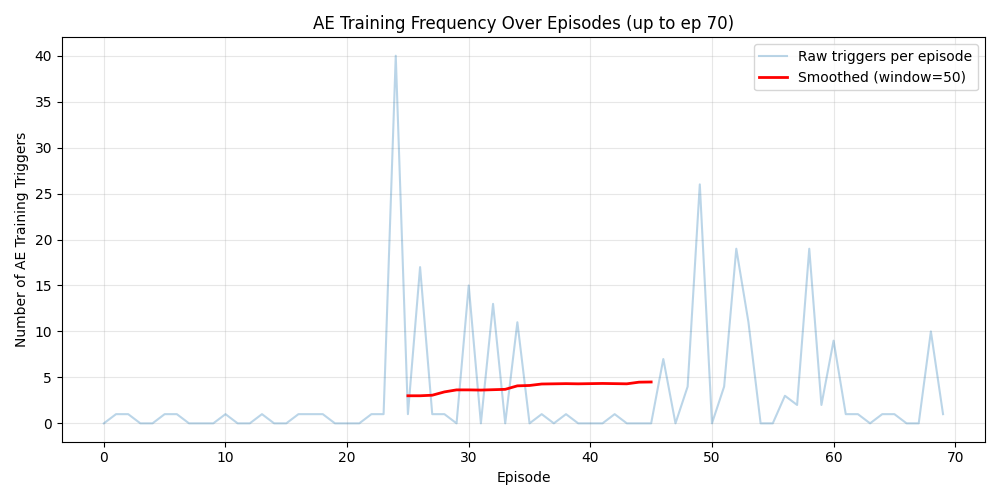 AE Training Frequency Over Episodes (up to ep 70)
Raw triggers per episode
Smoothed (window=50)
Number of AE Training Triggers
40
35
30
25
20
15
10
5
0
0 10 20 30 40 50 60 70
Episode